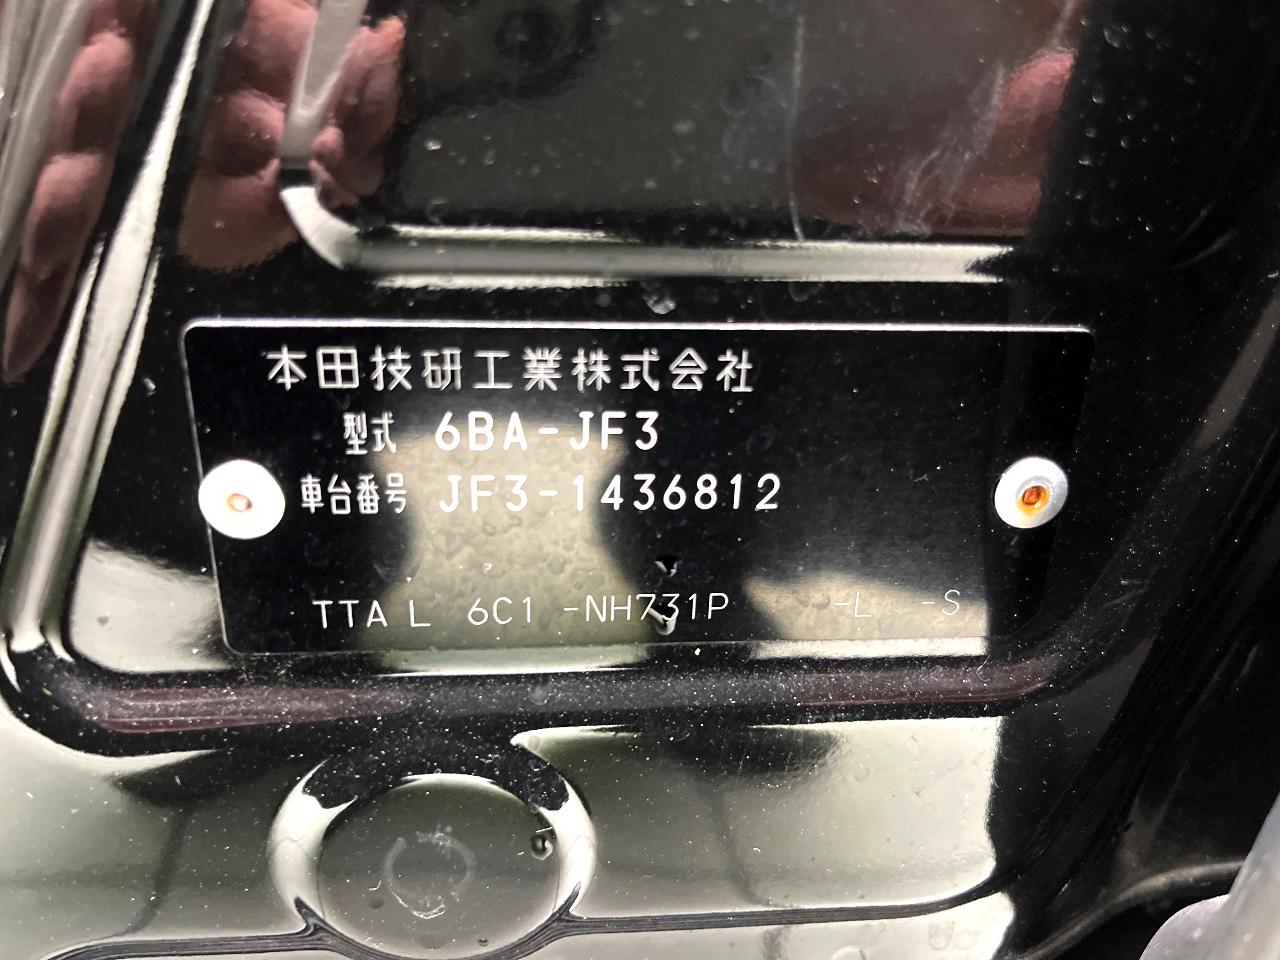 本田技研工業株式会社
型式 6BA-JF3
車台番号 JF3-1436812
TTA L 6C1 -NH731P -L -S